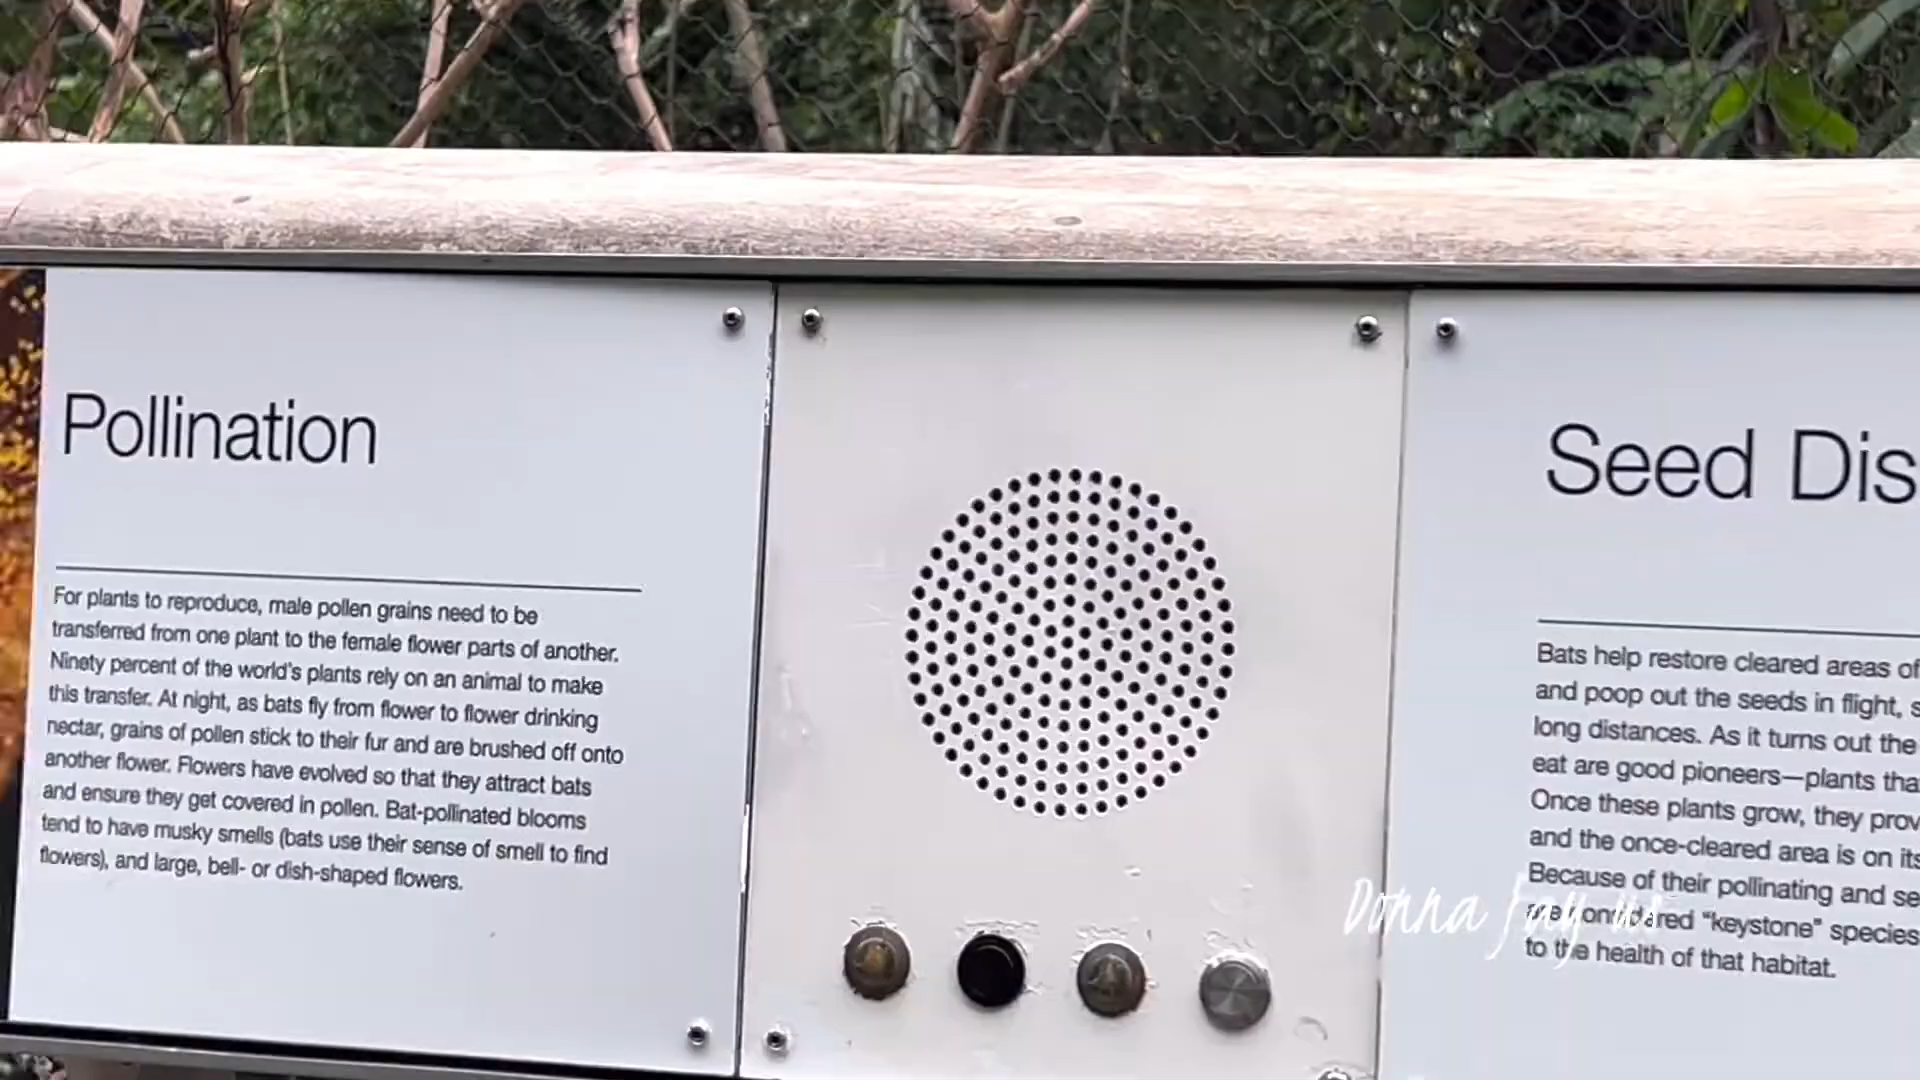 Pollination
For plants to reproduce, male pollen grains need to be
transferred from one plant to the female flower parts of another.
Ninety percent of the world's plants rely on an animal to make
this transfer. At night, as bats fly from flower to flower drinking
nectar, grains of pollen stick to their fur and are brushed off onto
another flower. Flowers have evolved so that they attract bats
and ensure they get covered in pollen. Bat-pollinated blooms
tend to have musky smells (bats use their sense of smell to find
flowers), and large, bell- or dish-shaped flowers.
Seed Dis
Bats help restore cleared areas of
and poop out the seeds in flight, s
long distances. As it turns out the
eat are good pioneers—plants tha
Once these plants grow, they prov
and the once-cleared area is on its
Because of their pollinating and se
are considered "keystone" species
to the health of that habitat.
Donna Jay